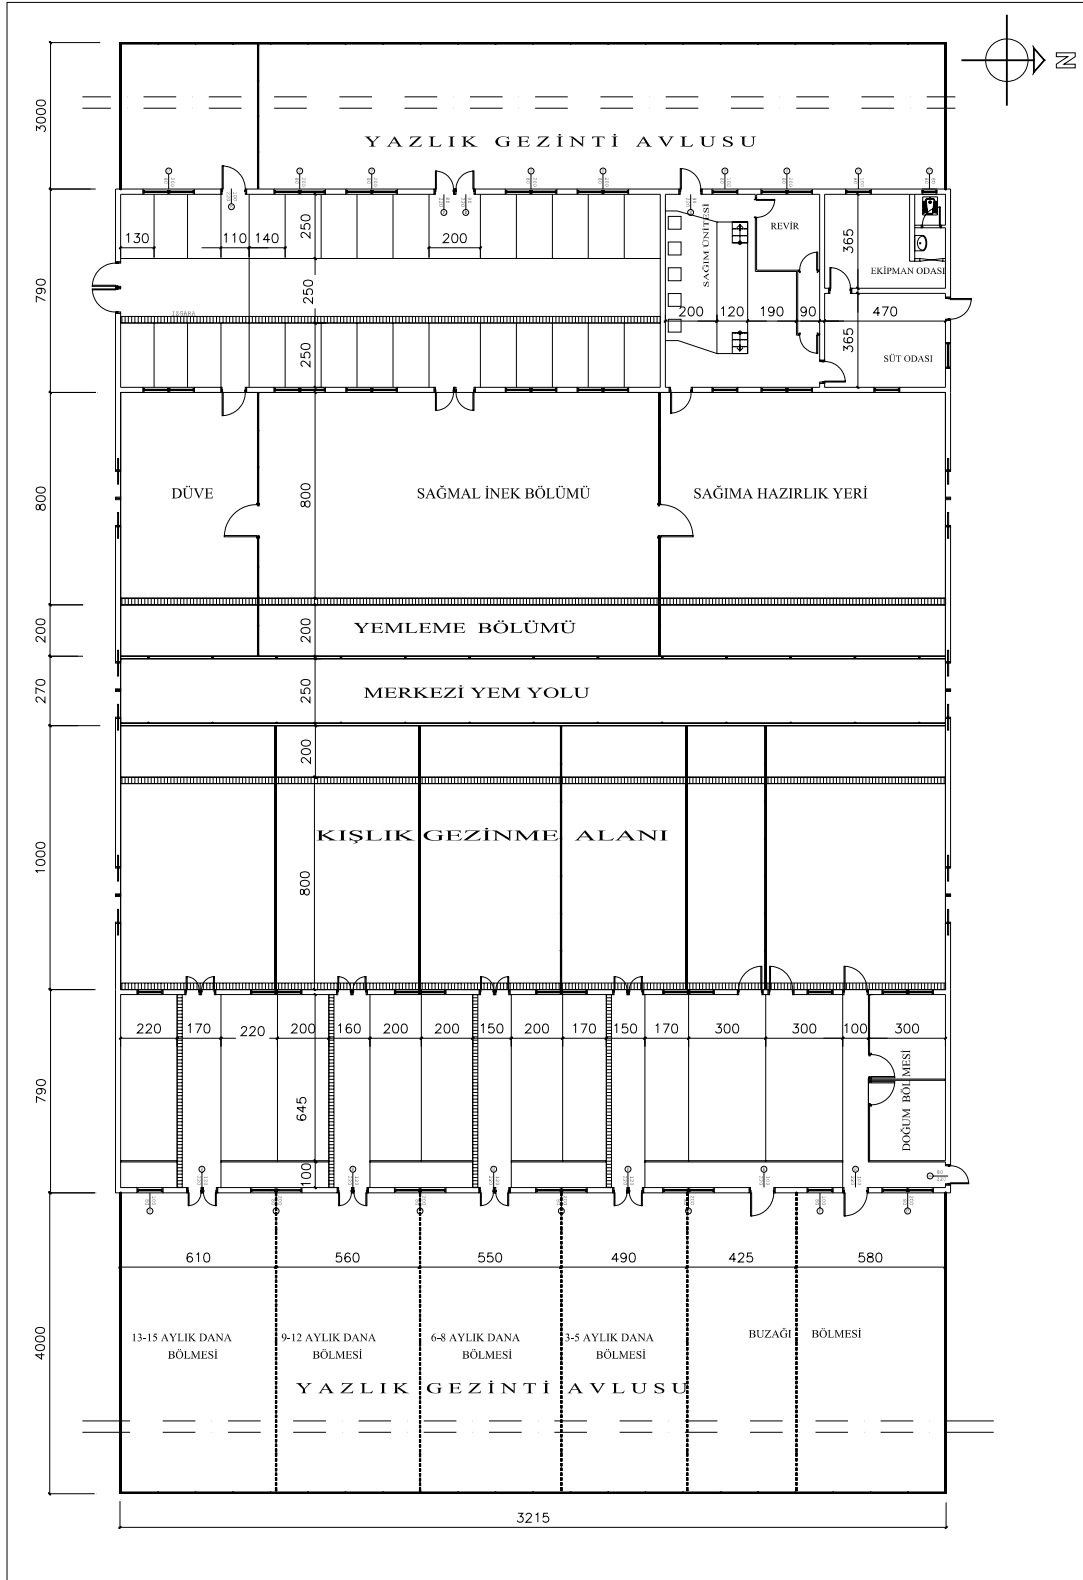 N
3000
YAZLIK GEZİNTİ AVLUSU
130
110
140
250
200
790
250
IZGARA
250
SAĞIM ÜNİTESİ
REVİR
365
EKİPMAN ODASI
200
120
190
90
470
365
SÜT ODASI
800
DÜVE
800
SAĞMAL İNEK BÖLÜMÜ
SAĞIMA HAZIRLIK YERİ
200
200
YEMLEME BÖLÜMÜ
270
250
MERKEZİ YEM YOLU
200
1000
KIŞLIK GEZİNME ALANI
800
220
170
220
200
160
200
200
150
200
170
150
170
300
300
100
300
790
645
DOĞUM BÖLMESİ
100
610
560
550
490
425
580
4000
13-15 AYLIK DANA
BÖLMESİ
9-12 AYLIK DANA
BÖLMESİ
6-8 AYLIK DANA
BÖLMESİ
3-5 AYLIK DANA
BÖLMESİ
BUZAĞI BÖLMESİ
YAZLIK GEZİNTİ AVLUSU
3215